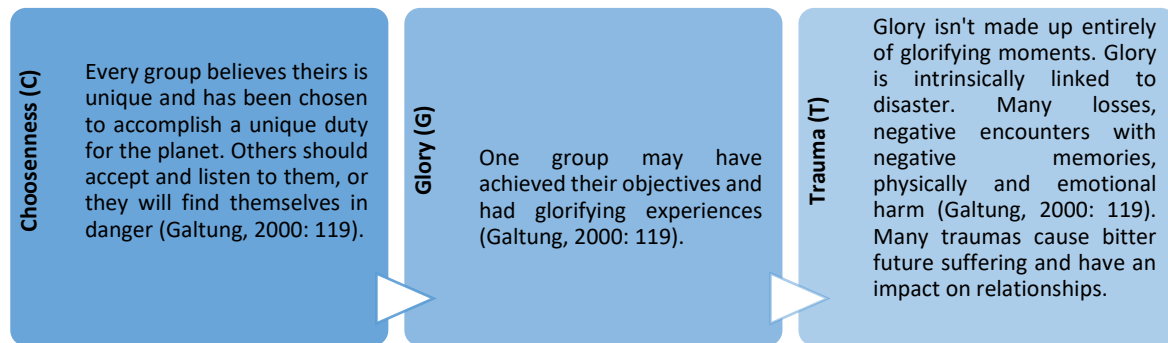 Choosenness (C)
Every group believes theirs is
unique and has been chosen
to accomplish a unique duty
for the planet. Others should
accept and listen to them, or
they will find themselves in
danger (Galtung, 2000: 119).
Glory (G)
One group may have
achieved their objectives and
had glorifying experiences
(Galtung, 2000: 119).
Trauma (T)
Glory isn't made up entirely
of glorifying moments. Glory
is intrinsically linked to
disaster. Many losses,
negative encounters with
negative memories,
physically and emotional
harm (Galtung, 2000: 119).
Many traumas cause bitter
future suffering and have an
impact on relationships.